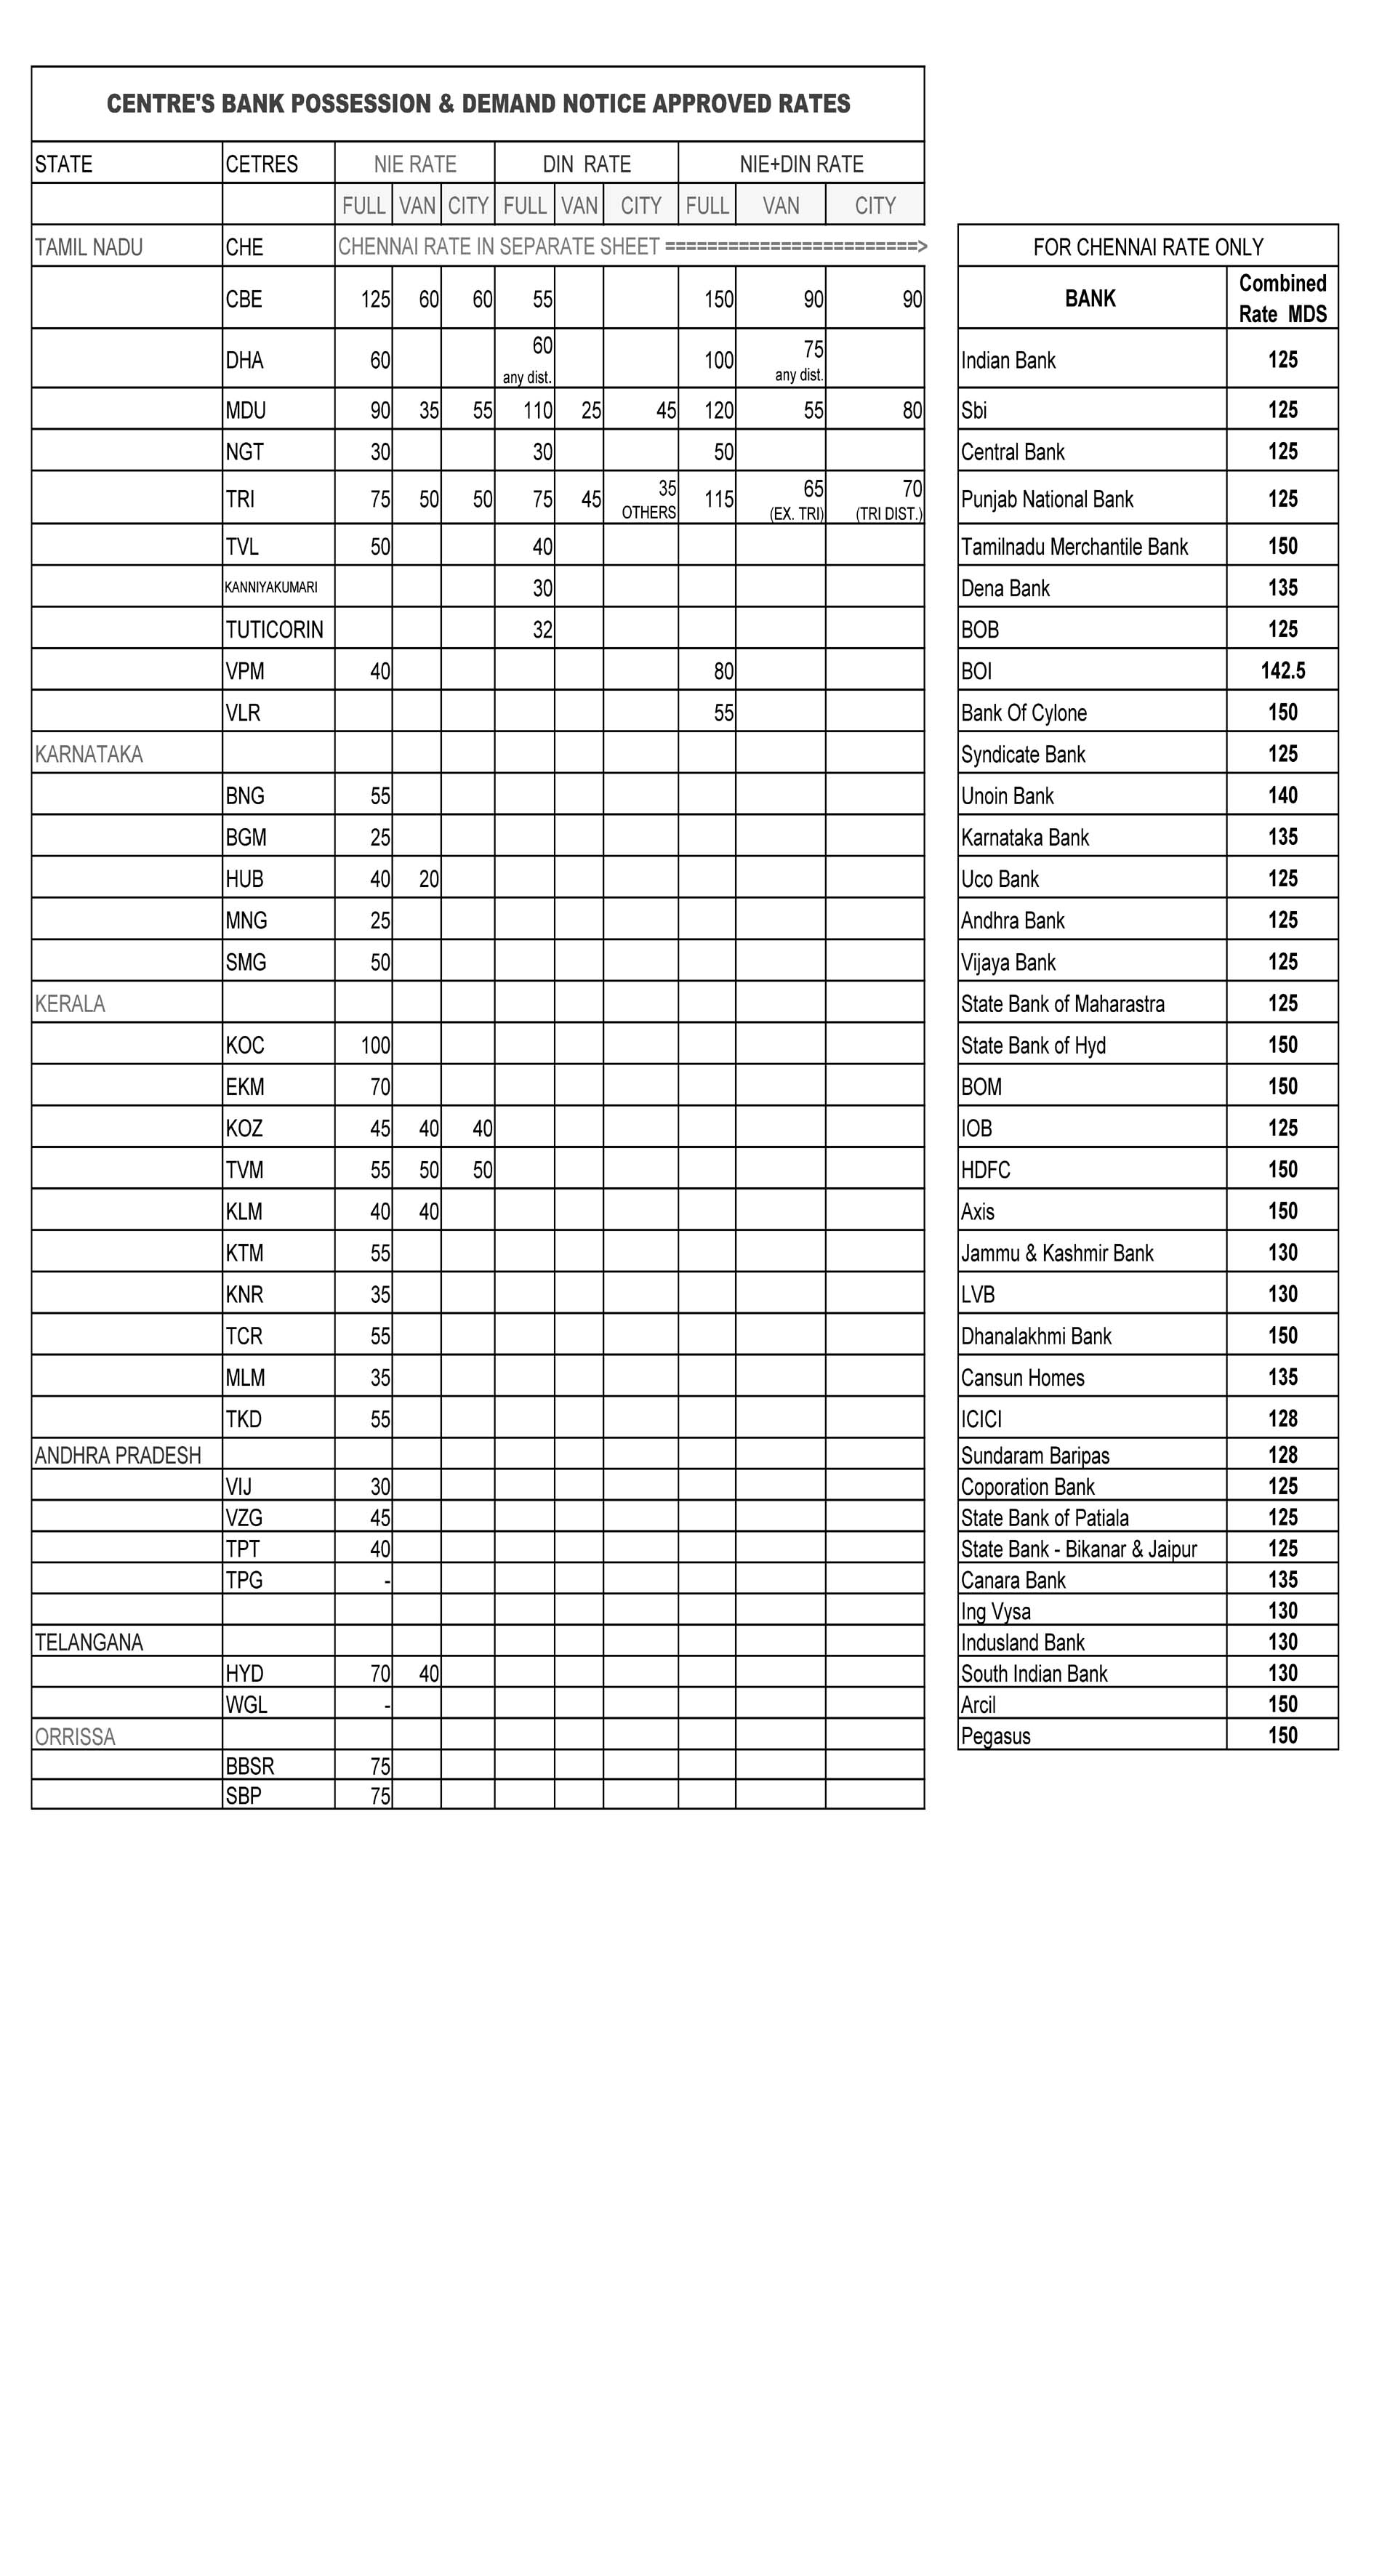 CENTRE'S BANK POSSESSION & DEMAND NOTICE APPROVED RATES
STATE CETRES NIE RATE DIN RATE NIE+DIN RATE
FULL VAN CITY FULL VAN CITY FULL VAN CITY
TAMIL NADU CHE CHENNAI RATE IN SEPARATE SHEET ========================>
CBE 125 60 60 55 150 90 90
DHA 60 60 any dist. 100 75 any dist.
MDU 90 35 55 110 25 45 120 55 80
NGT 30 30 50
TRI 75 50 50 75 45 35 OTHERS 115 65 (EX. TRI) 70 (TRI DIST.)
TVL 50 40
KANNIYAKUMARI 30
TUTICORIN 32
VPM 40 80
VLR 55
KARNATAKA
BNG 55
BGM 25
HUB 40 20
MNG 25
SMG 50
KERALA
KOC 100
EKM 70
KOZ 45 40 40
TVM 55 50 50
KLM 40 40
KTM 55
KNR 35
TCR 55
MLM 35
TKD 55
ANDHRA PRADESH
VIJ 30
VZG 45
TPT 40
TPG -
TELANGANA
HYD 70 40
WGL -
ORRISSA
BBSR 75
SBP 75
FOR CHENNAI RATE ONLY
BANK Combined Rate MDS
Indian Bank 125
Sbi 125
Central Bank 125
Punjab National Bank 125
Tamilnadu Merchantile Bank 150
Dena Bank 135
BOB 125
BOI 142.5
Bank Of Cylone 150
Syndicate Bank 125
Unoin Bank 140
Karnataka Bank 135
Uco Bank 125
Andhra Bank 125
Vijaya Bank 125
State Bank of Maharastra 125
State Bank of Hyd 150
BOM 150
IOB 125
HDFC 150
Axis 150
Jammu & Kashmir Bank 130
LVB 130
Dhanalakhmi Bank 150
Cansun Homes 135
ICICI 128
Sundaram Baripas 128
Coporation Bank 125
State Bank of Patiala 125
State Bank - Bikanar & Jaipur 125
Canara Bank 135
Ing Vysa 130
Indusland Bank 130
South Indian Bank 130
Arcil 150
Pegasus 150